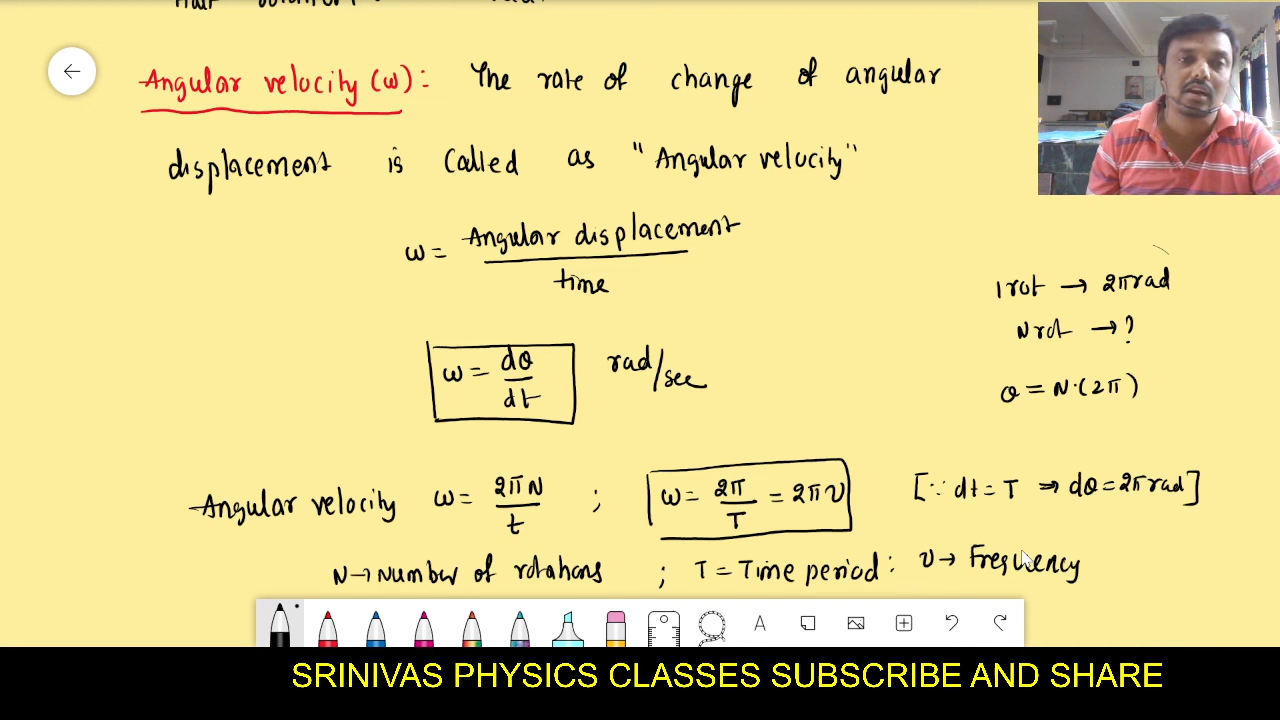 Angular velocity (ω): The rate of change of angular
displacement is called as "Angular velocity"
ω = Angular displacement / time
1 rot → 2π rad
N rot → ?
θ = N·(2π)
ω = dθ/dt rad/sec
Angular velocity ω = 2πN/t ; ω = 2π/T = 2πν [∵ dt = T ⇒ dθ = 2π rad]
N → Number of rotations ; T = Time period : ν → Frequency
A
SRINIVAS PHYSICS CLASSES SUBSCRIBE AND SHARE